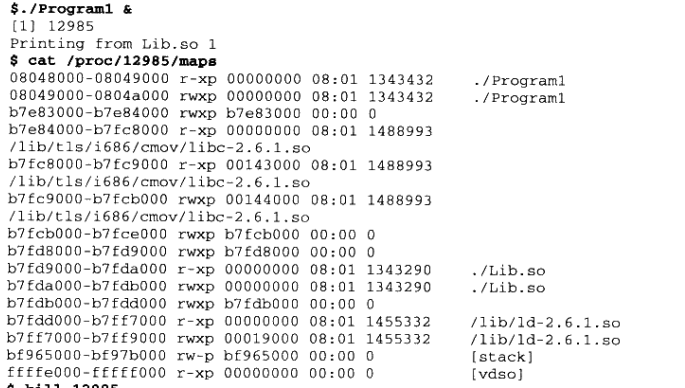 $./Program1 &
[1] 12985
Printing from Lib.so 1
$ cat /proc/12985/maps
08048000-08049000 r-xp 00000000 08:01 1343432 ./Program1
08049000-0804a000 rwxp 00000000 08:01 1343432 ./Program1
b7e83000-b7e84000 rwxp b7e83000 00:00 0
b7e84000-b7fc8000 r-xp 00000000 08:01 1488993
/lib/tls/i686/cmov/libc-2.6.1.so
b7fc8000-b7fc9000 r-xp 00143000 08:01 1488993
/lib/tls/i686/cmov/libc-2.6.1.so
b7fc9000-b7fcb000 rwxp 00144000 08:01 1488993
/lib/tls/i686/cmov/libc-2.6.1.so
b7fcb000-b7fce000 rwxp b7fcb000 00:00 0
b7fd8000-b7fd9000 rwxp b7fd8000 00:00 0
b7fd9000-b7fda000 r-xp 00000000 08:01 1343290 ./Lib.so
b7fda000-b7fdb000 rwxp 00000000 08:01 1343290 ./Lib.so
b7fdb000-b7fdd000 rwxp b7fdb000 00:00 0
b7fdd000-b7ff7000 r-xp 00000000 08:01 1455332 /lib/ld-2.6.1.so
b7ff7000-b7ff9000 rwxp 00019000 08:01 1455332 /lib/ld-2.6.1.so
bf965000-bf97b000 rw-p bf965000 00:00 0 [stack]
ffffe000-fffff000 r-xp 00000000 00:00 0 [vdso]